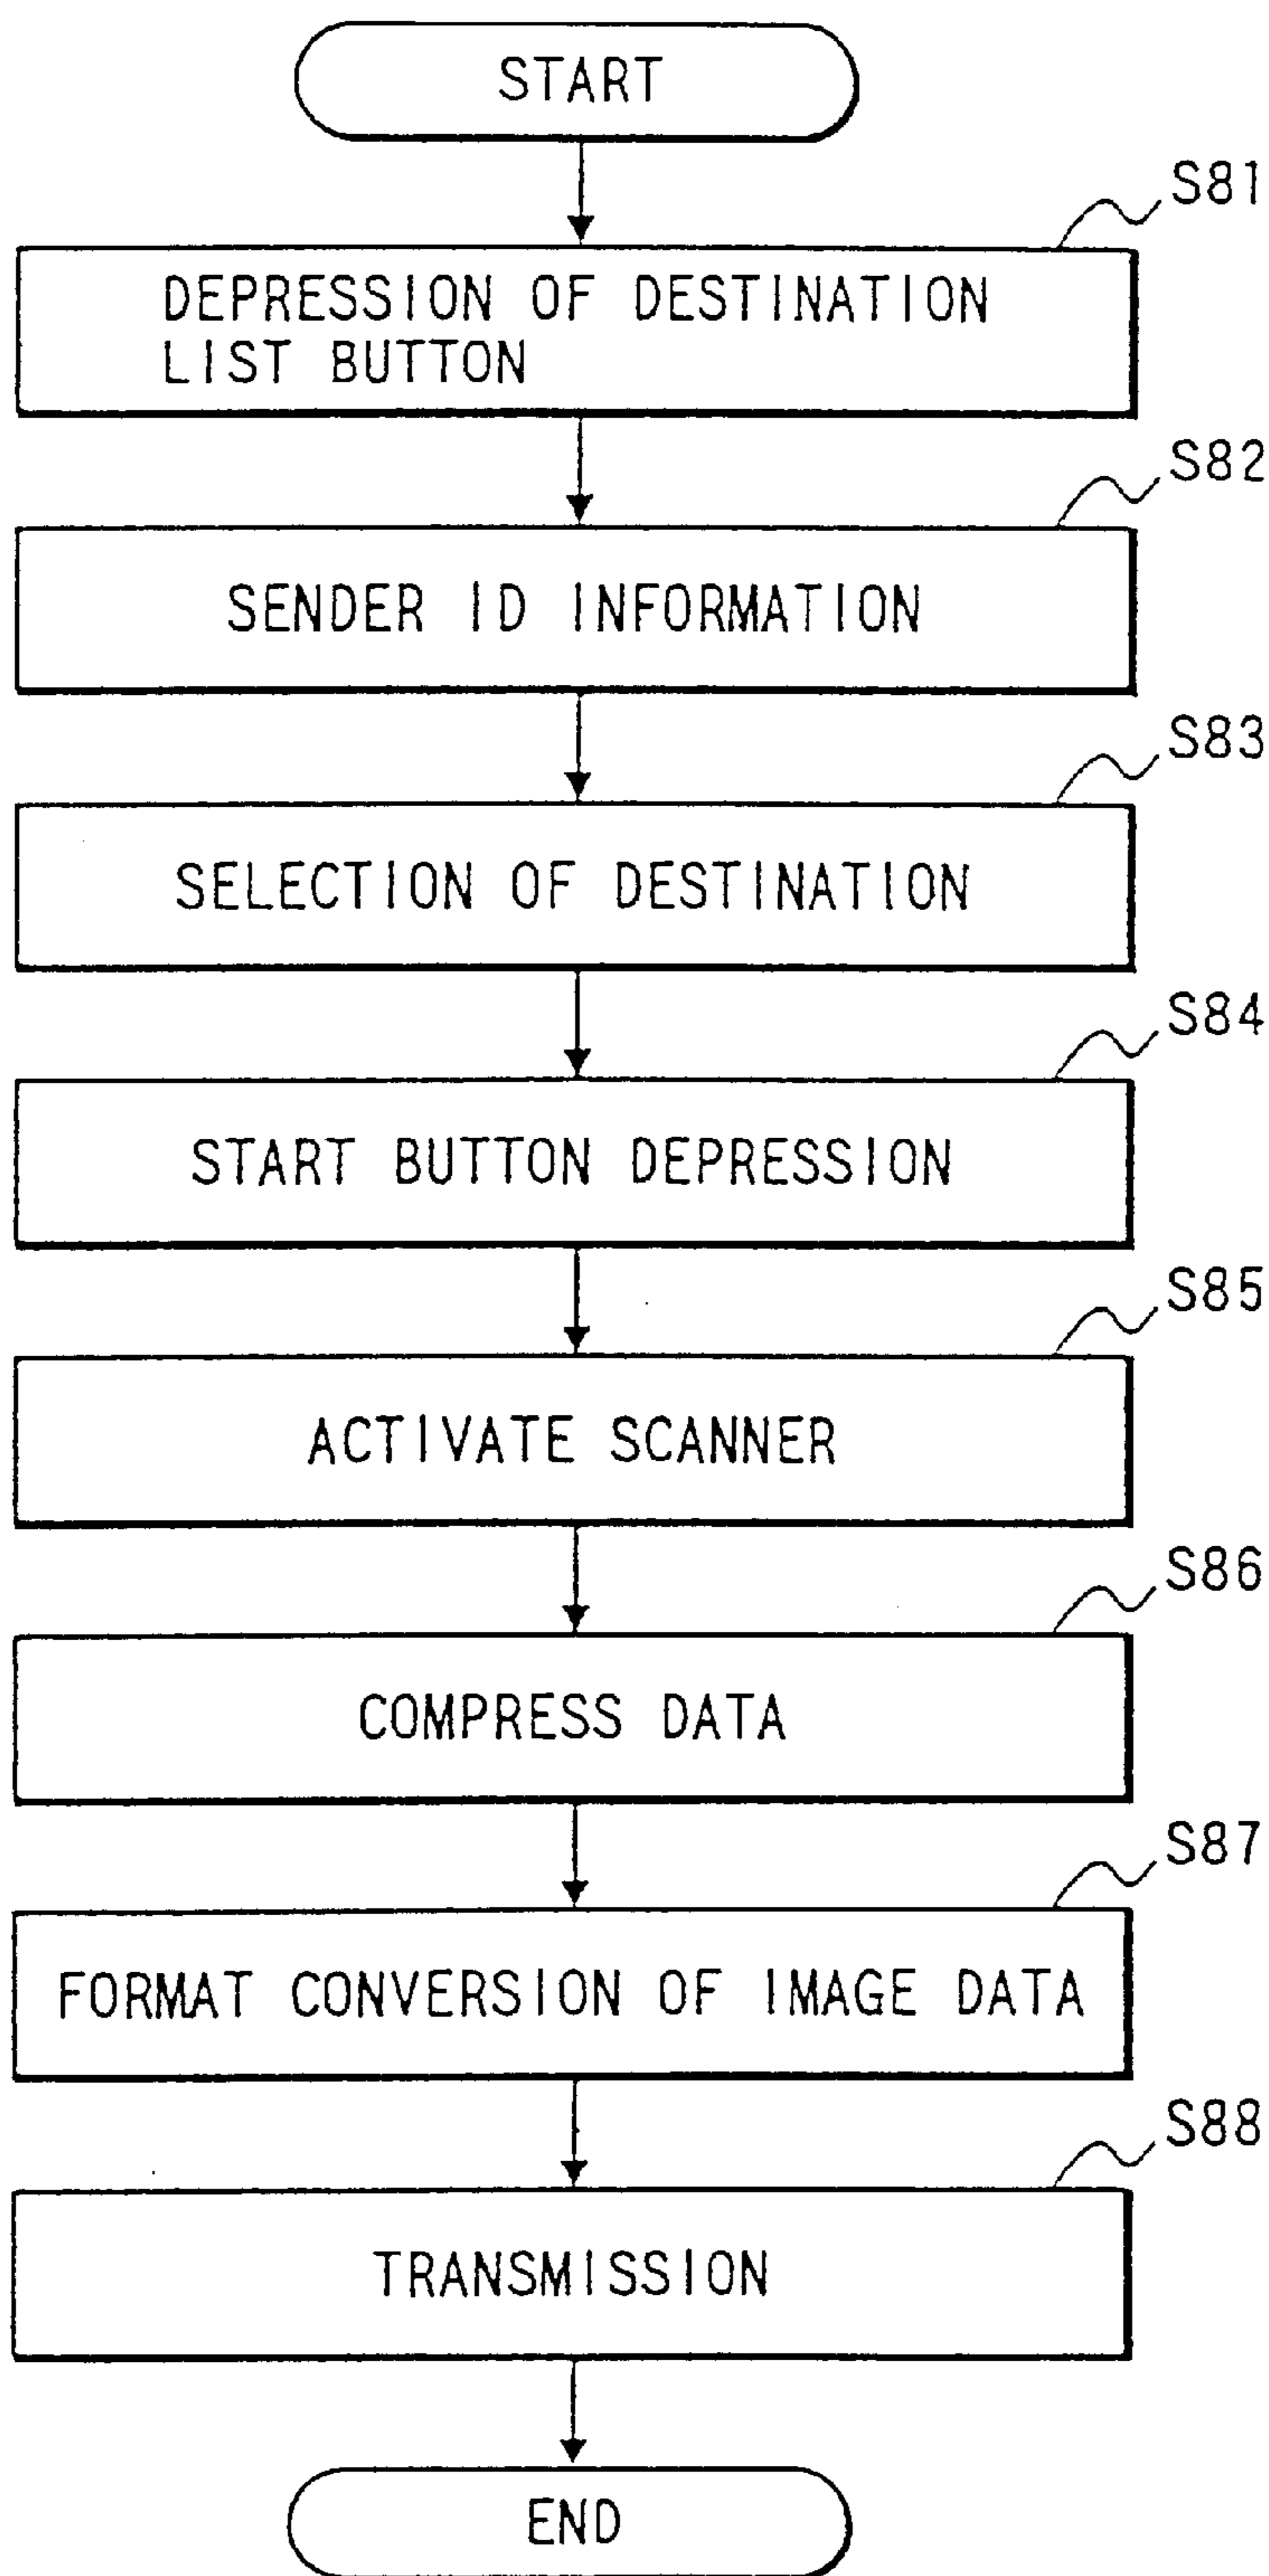 START
S81
DEPRESSION OF DESTINATION
LIST BUTTON
S82
SENDER ID INFORMATION
S83
SELECTION OF DESTINATION
S84
START BUTTON DEPRESSION
S85
ACTIVATE SCANNER
S86
COMPRESS DATA
S87
FORMAT CONVERSION OF IMAGE DATA
S88
TRANSMISSION
END